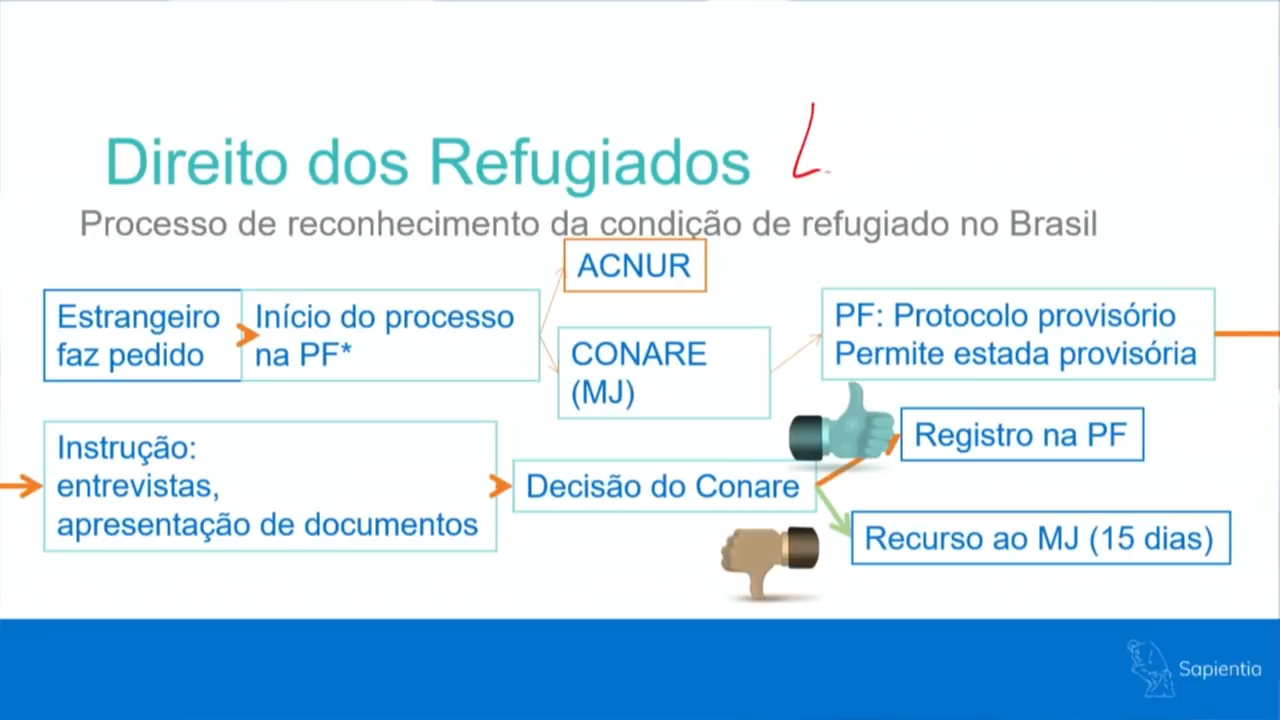 Direito dos Refugiados
L
Processo de reconhecimento da condição de refugiado no Brasil
Estrangeiro
faz pedido
Início do processo
na PF*
ACNUR
CONARE
(MJ)
PF: Protocolo provisório
Permite estada provisória
Instrução:
entrevistas,
apresentação de documentos
Decisão do Conare
Registro na PF
Recurso ao MJ (15 dias)
Sapientia